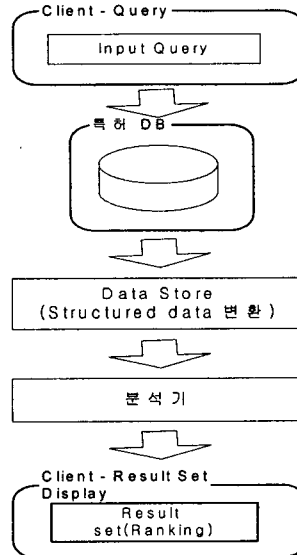 Client - Query
Input Query
특허 DB
Data Store
(Structured data 변환)
분석기
Client - Result Set
Display
Result
set(Ranking)